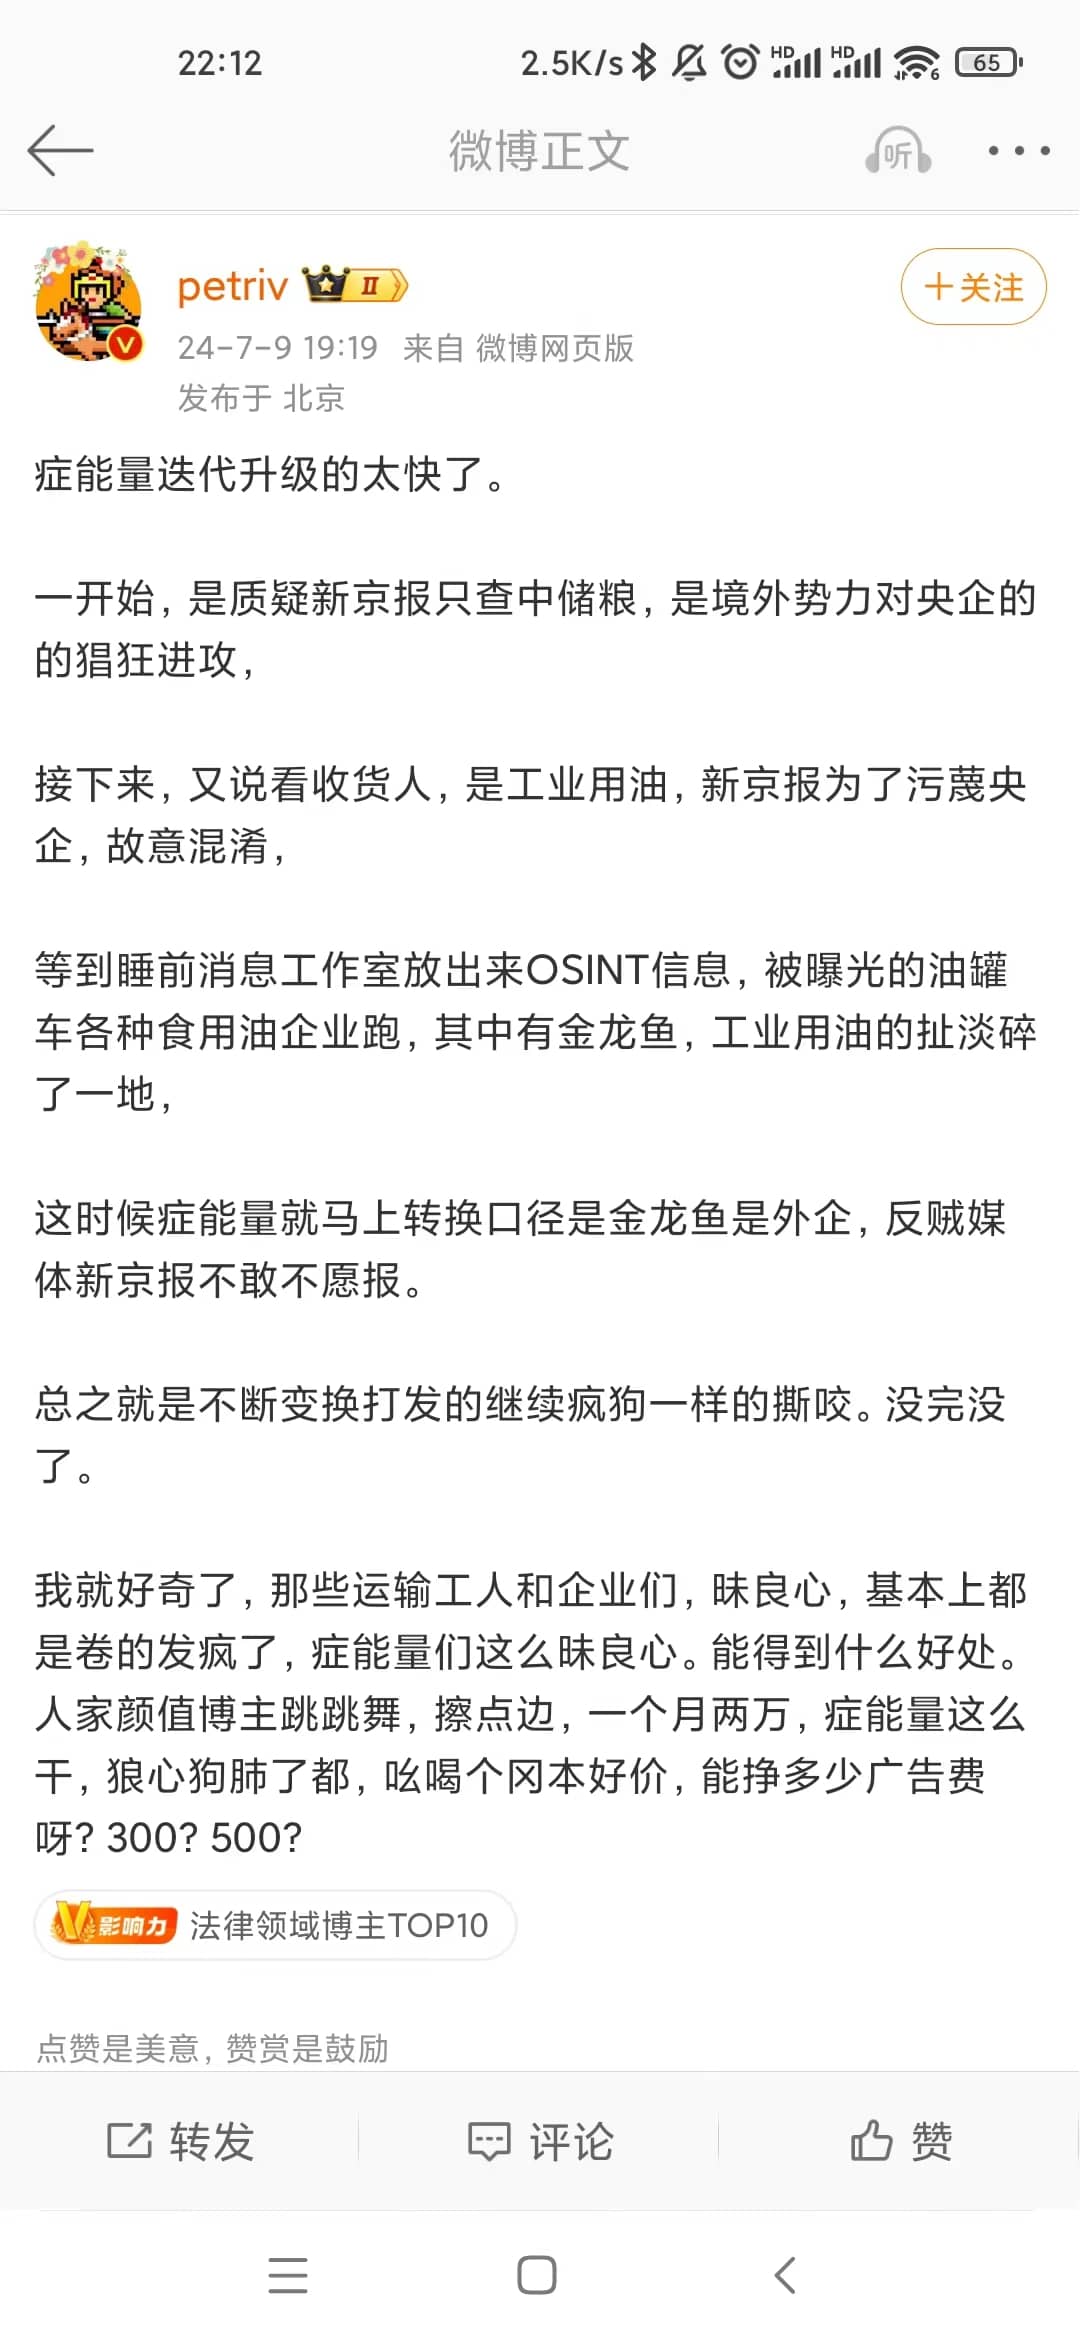 22:12
2.5K/s HD HD 6 65
微博正文
听
petriv II
+关注
24-7-9 19:19 来自 微博网页版
发布于 北京
症能量迭代升级的太快了。
一开始，是质疑新京报只查中储粮，是境外势力对央企的
的猖狂进攻，
接下来，又说看收货人，是工业用油，新京报为了污蔑央
企，故意混淆，
等到睡前消息工作室放出来OSINT信息，被曝光的油罐
车各种食用油企业跑，其中有金龙鱼，工业用油的扯淡碎
了一地，
这时候症能量就马上转换口径是金龙鱼是外企，反贼媒
体新京报不敢不愿报。
总之就是不断变换打发的继续疯狗一样的撕咬。没完没
了。
我就好奇了，那些运输工人和企业们，昧良心，基本上都
是卷的发疯了，症能量们这么昧良心。能得到什么好处。
人家颜值博主跳跳舞，擦点边，一个月两万，症能量这么
干，狼心狗肺了都，吆喝个冈本好价，能挣多少广告费
呀？300？500？
V影响力 法律领域博主TOP10
点赞是美意，赞赏是鼓励
转发
评论
赞